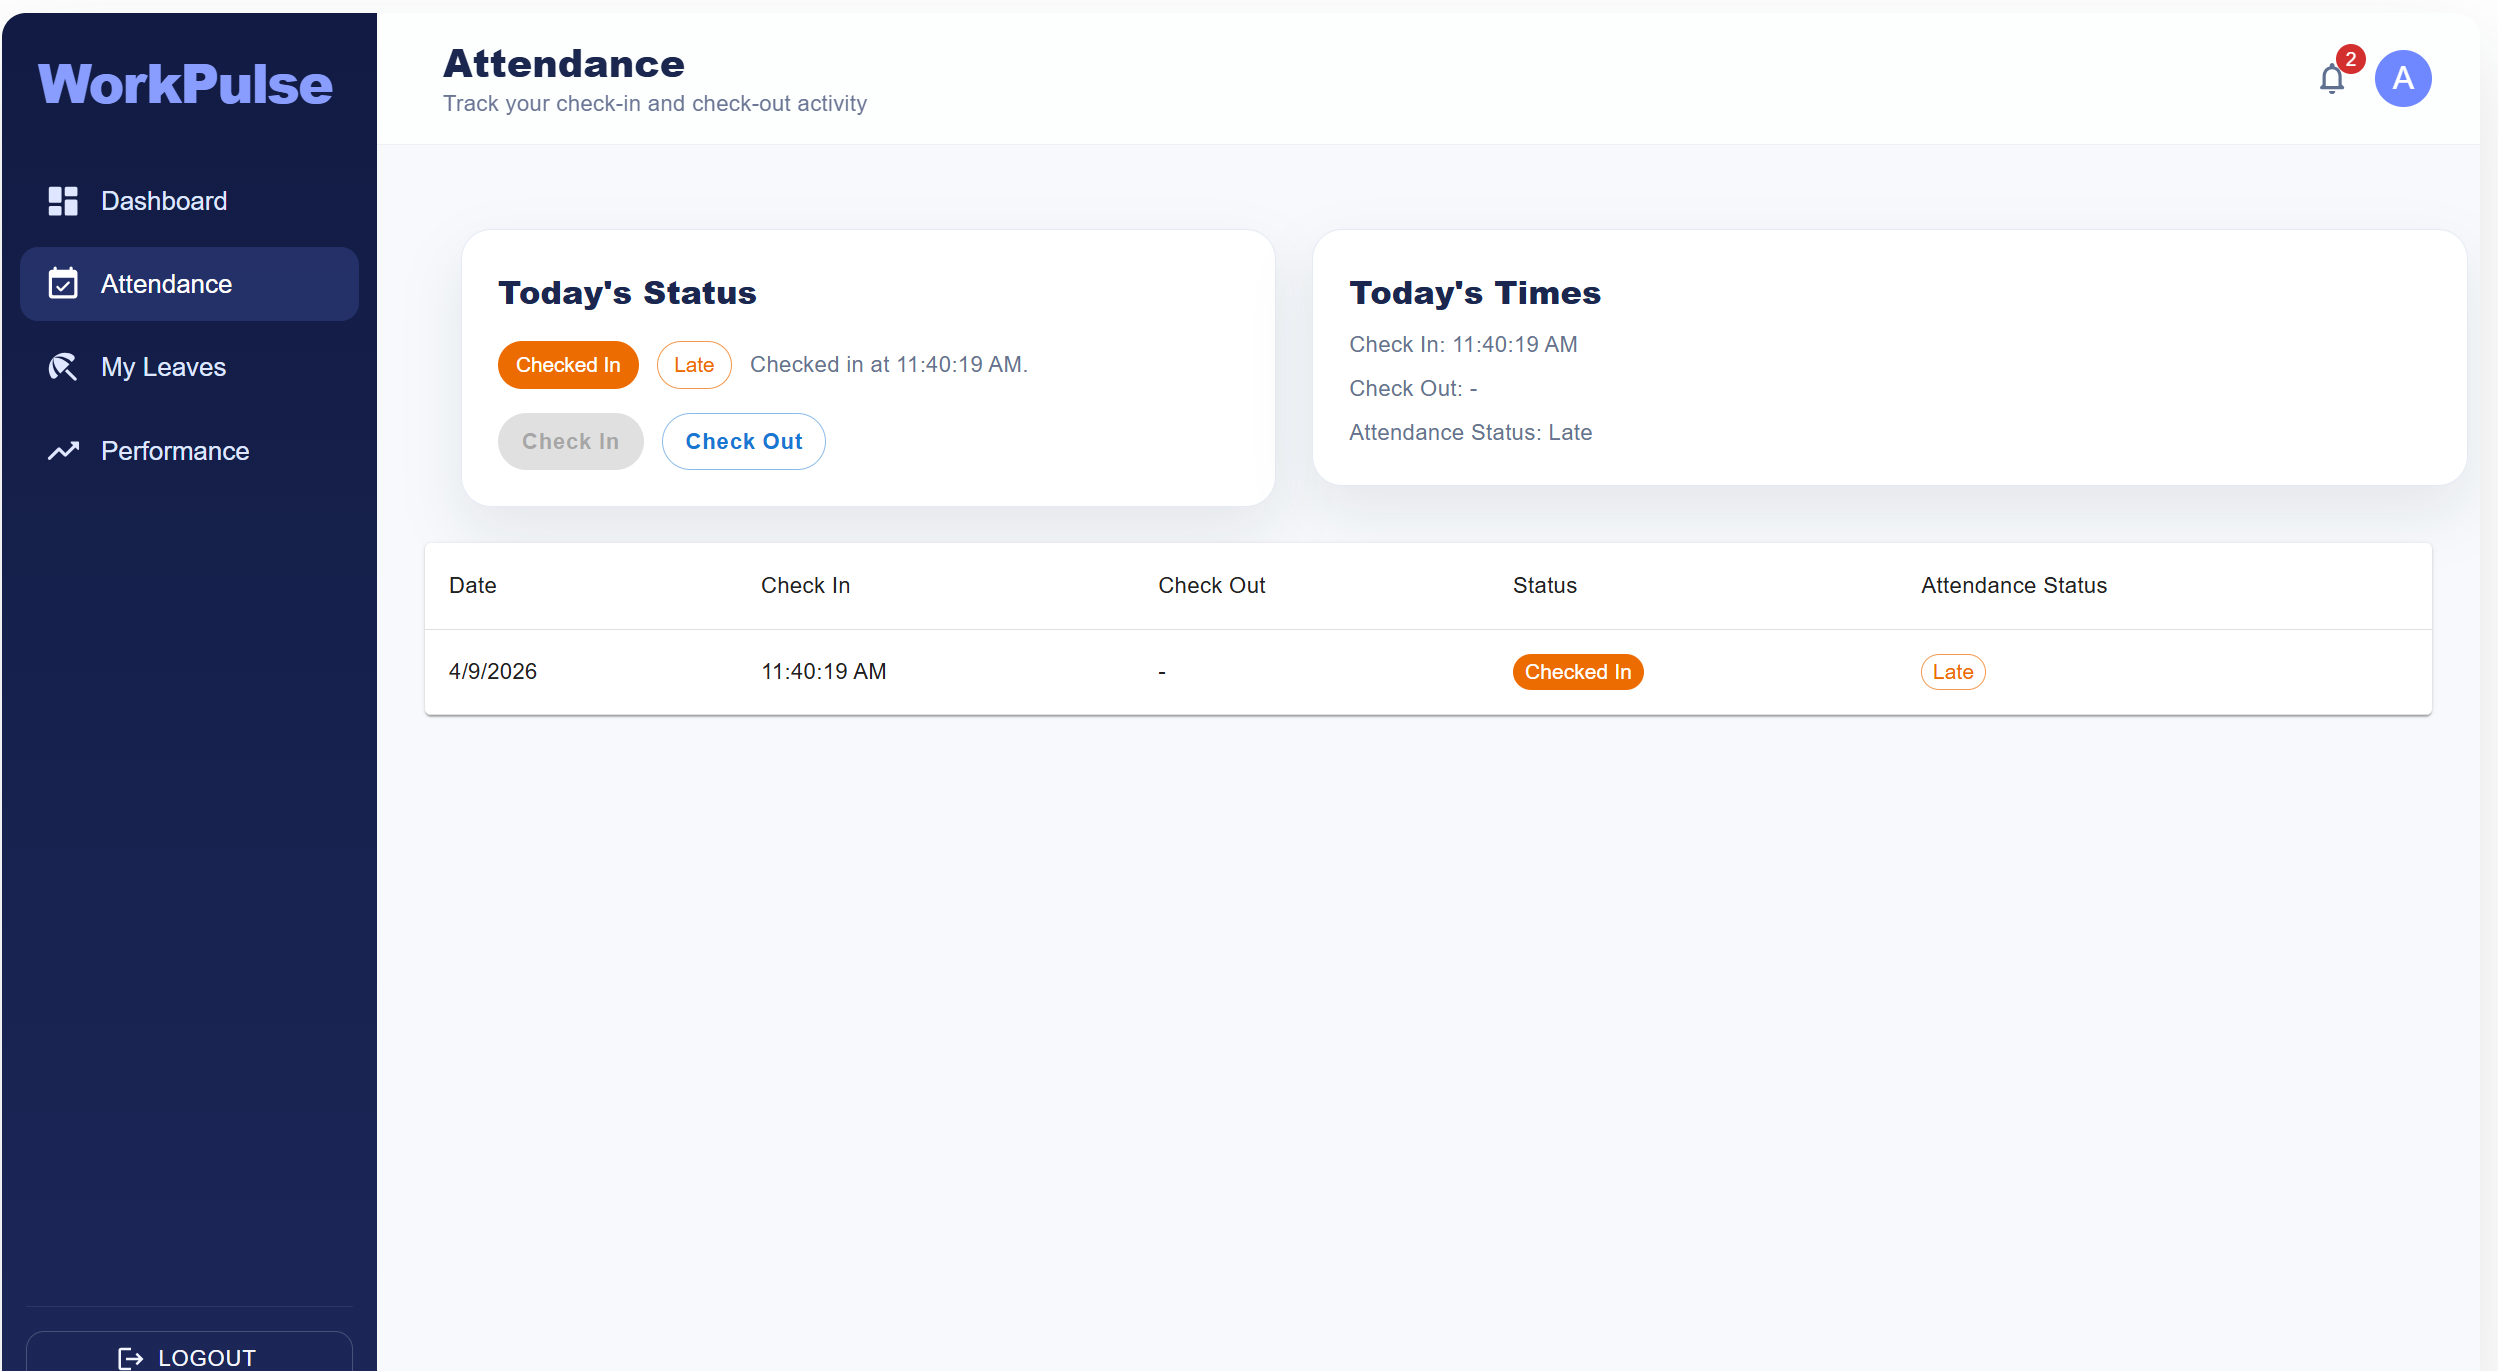 WorkPulse
Dashboard
Attendance
My Leaves
Performance
LOGOUT
Attendance
Track your check-in and check-out activity
2
A
Today's Status
Checked In Late Checked in at 11:40:19 AM.
Check In Check Out
Today's Times
Check In: 11:40:19 AM
Check Out: -
Attendance Status: Late
Date Check In Check Out Status Attendance Status
4/9/2026 11:40:19 AM - Checked In Late